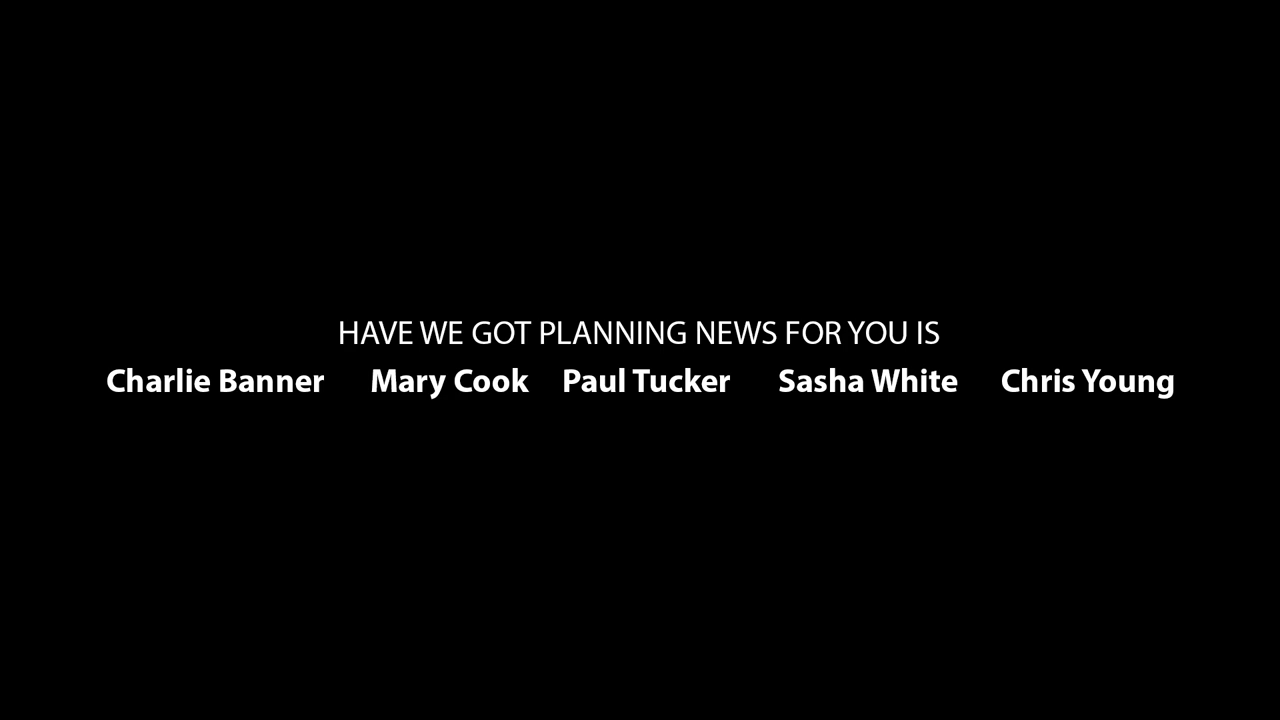 HAVE WE GOT PLANNING NEWS FOR YOU IS
Charlie Banner Mary Cook Paul Tucker Sasha White Chris Young